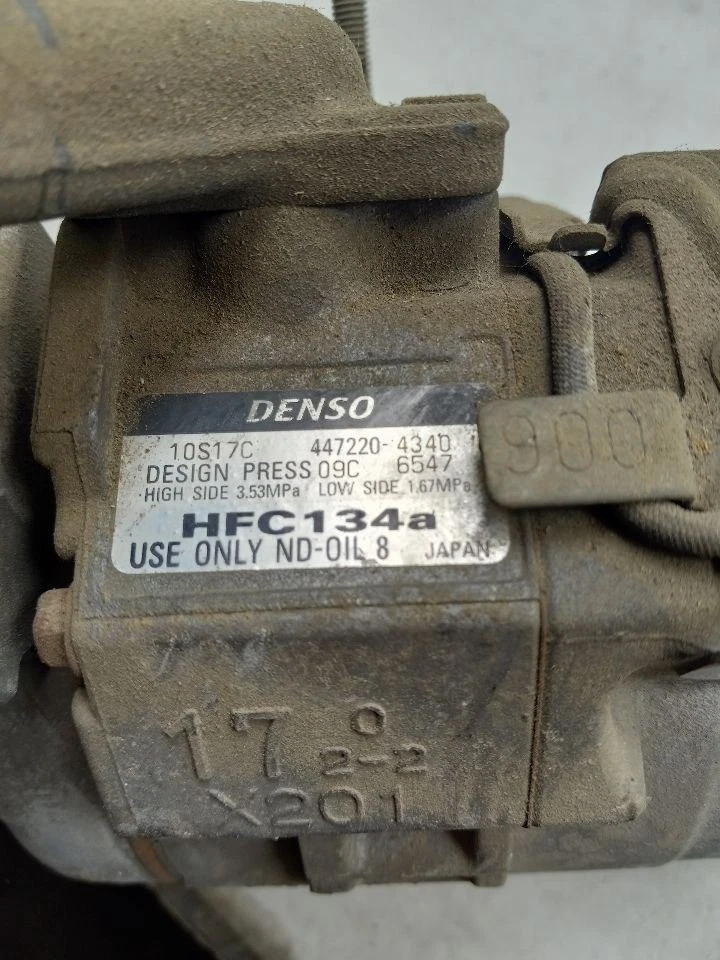 DENSO
10S17C 447220-4340
DESIGN PRESS 09C 6547
HIGH SIDE 3.53MPa LOW SIDE 1.67MPa
HFC134a
USE ONLY ND-OIL 8 JAPAN
900
17 0
2-2
X201